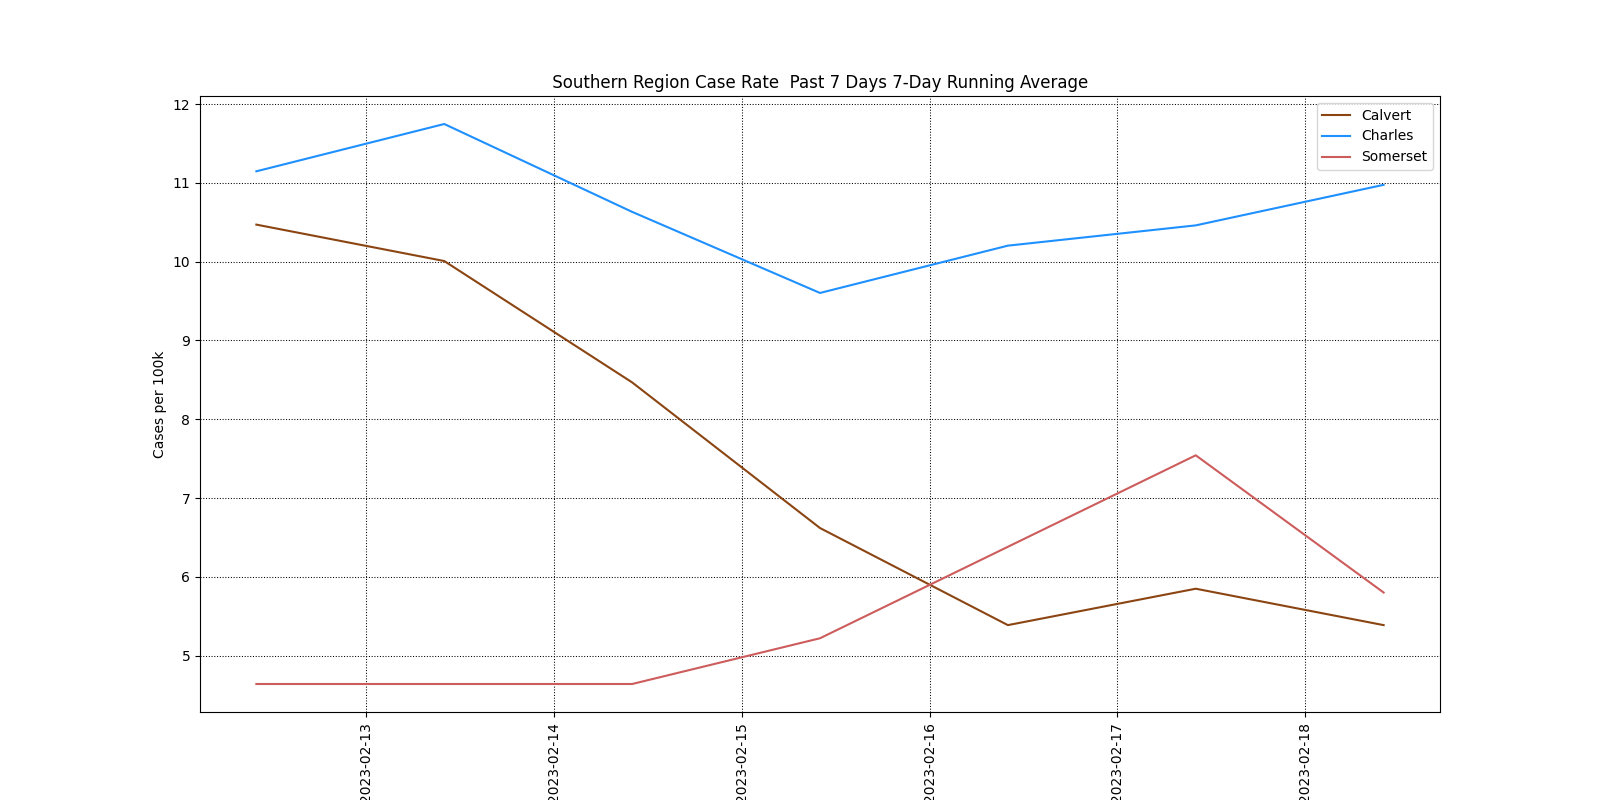 Southern Region Case Rate  Past 7 Days 7-Day Running Average
12
11
10
9
8
7
6
5
Cases per 100k
Calvert
Charles
Somerset
2023-02-13
2023-02-14
2023-02-15
2023-02-16
2023-02-17
2023-02-18